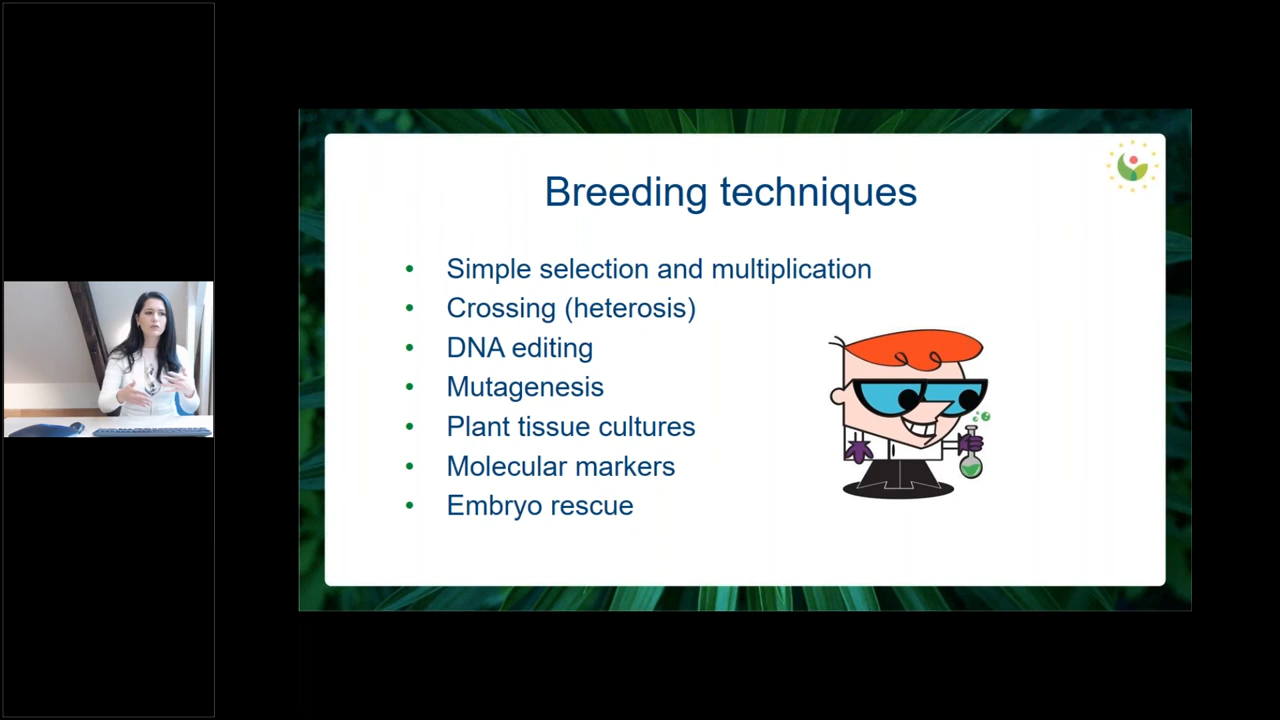 Breeding techniques
• Simple selection and multiplication
• Crossing (heterosis)
• DNA editing
• Mutagenesis
• Plant tissue cultures
• Molecular markers
• Embryo rescue